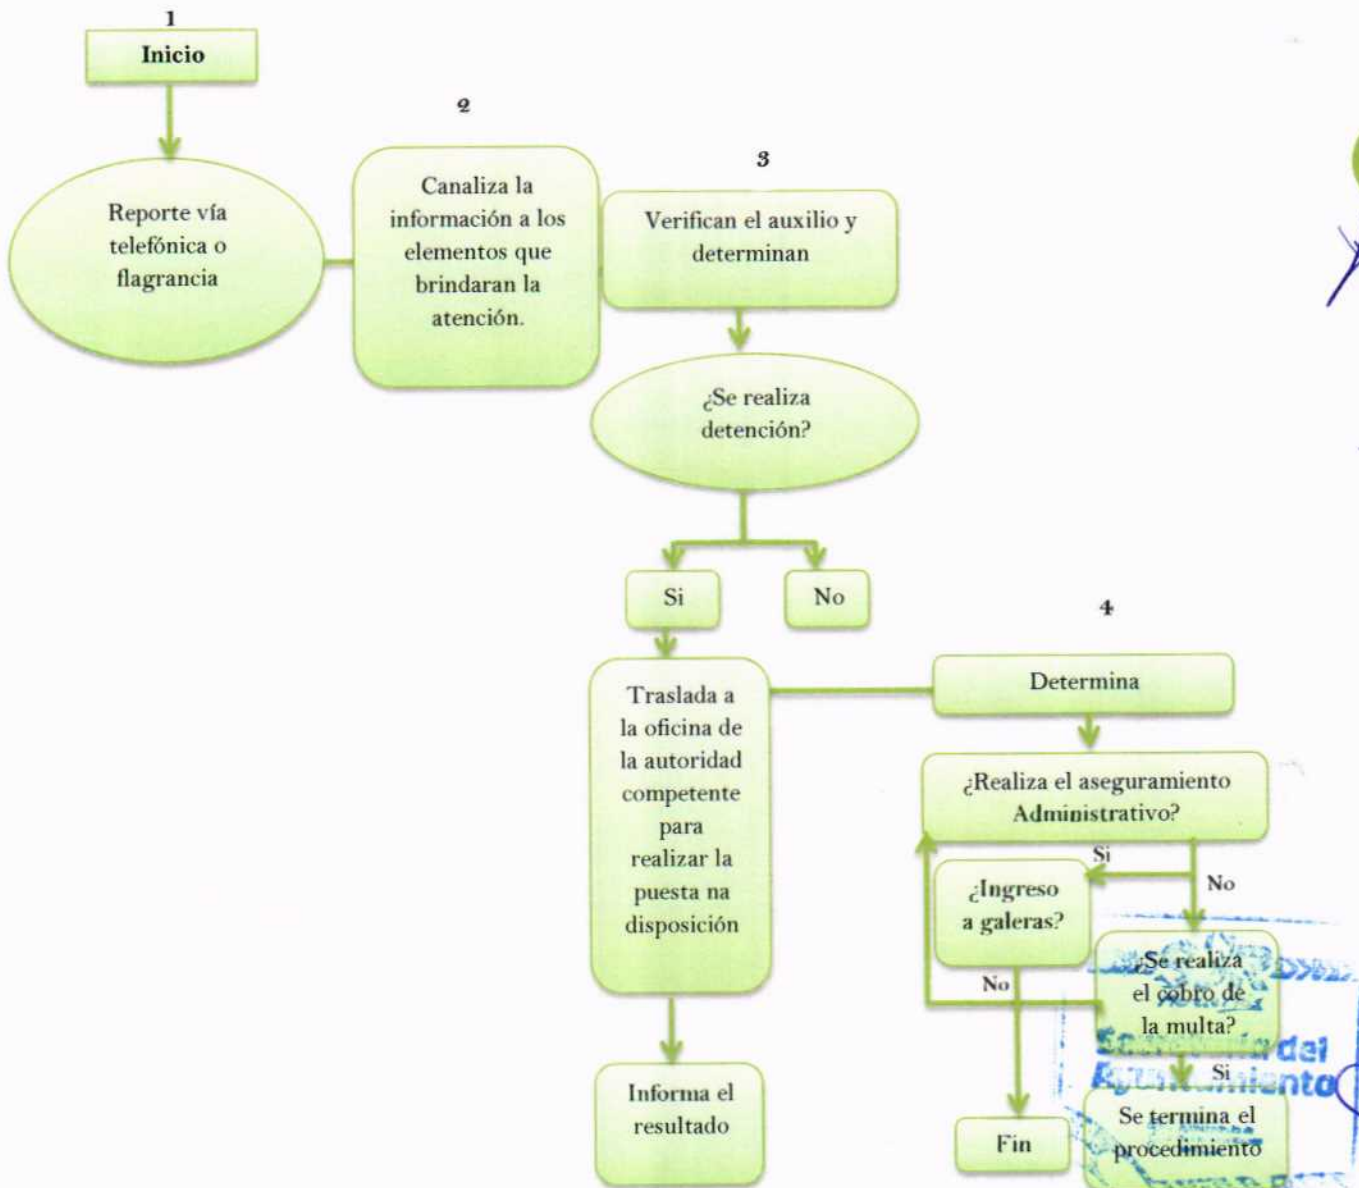 1
Inicio
2
3
Reporte vía
telefónica o
flagrancia
Canaliza la
información a los
elementos que
brindaran la
atención.
Verifican el auxilio y
determinan
¿Se realiza
detención?
Si
No
4
Traslada a
la oficina de
la autoridad
competente
para
realizar la
puesta na
disposición
Informa el
resultado
Determina
¿Realiza el aseguramiento
Administrativo?
Si
No
¿Ingreso
a galeras?
No
¿Se realiza
el cobro de
la multa?
Si
Fin
Se termina el
procedimiento
del
Ayuntamiento